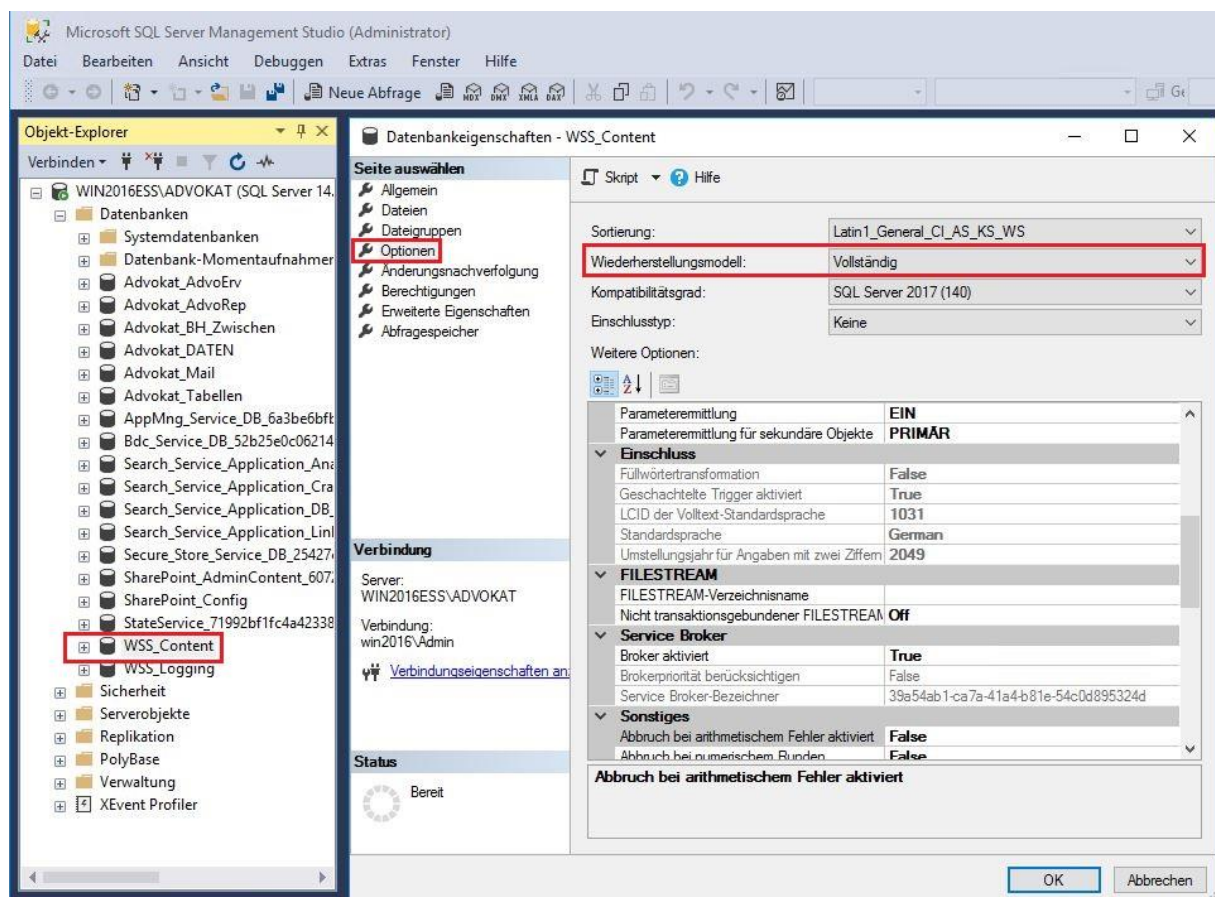 Microsoft SQL Server Management Studio (Administrator)
Datei Bearbeiten Ansicht Debuggen Extras Fenster Hilfe
Neue Abfrage MDX DMX XMLA DAX
Objekt-Explorer
Verbinden
WIN2016ESS\ADVOKAT (SQL Server 14.
Datenbanken
Systemdatenbanken
Datenbank-Momentaufnahmer
Advokat_AdvoErv
Advokat_AdvoRep
Advokat_BH_Zwischen
Advokat_DATEN
Advokat_Mail
Advokat_Tabellen
AppMng_Service_DB_6a3be6bfb
Bdc_Service_DB_52b25e0c06214
Search_Service_Application_Ana
Search_Service_Application_Cra
Search_Service_Application_DB_
Search_Service_Application_Linl
Secure_Store_Service_DB_25427
SharePoint_AdminContent_607
SharePoint_Config
StateService_71992bf1fc4a42338
WSS_Content
WSS_Logging
Sicherheit
Serverobjekte
Replikation
PolyBase
Verwaltung
XEvent Profiler
Datenbankeigenschaften - WSS_Content
Seite auswählen
Allgemein
Dateien
Dateigruppen
Optionen
Änderungsnachverfolgung
Berechtigungen
Erweiterte Eigenschaften
Abfragespeicher
Verbindung
Server:
WIN2016ESS\ADVOKAT
Verbindung:
win2016\Admin
Verbindungseigenschaften an:
Status
Bereit
Skript Hilfe
Sortierung: Latin1_General_CI_AS_KS_WS
Wiederherstellungsmodell: Vollständig
Kompatibilitätsgrad: SQL Server 2017 (140)
Einschlusstyp: Keine
Weitere Optionen:
Parameterermittlung EIN
Parameterermittlung für sekundäre Objekte PRIMÄR
Einschluss
Füllwörtertransformation False
Geschachtelte Trigger aktiviert True
LCID der Volltext-Standardsprache 1031
Standardsprache German
Umstellungsjahr für Angaben mit zwei Ziffern 2049
FILESTREAM
FILESTREAM-Verzeichnisname
Nicht transaktionsgebundener FILESTREAM Off
Service Broker
Broker aktiviert True
Brokerpriorität berücksichtigen False
Service Broker-Bezeichner 39a54ab1-ca7a-41a4-b81e-54c0d895324d
Sonstiges
Abbruch bei arithmetischem Fehler aktiviert False
Abbruch bei numerischem Runden False
Abbruch bei arithmetischem Fehler aktiviert
OK Abbrechen